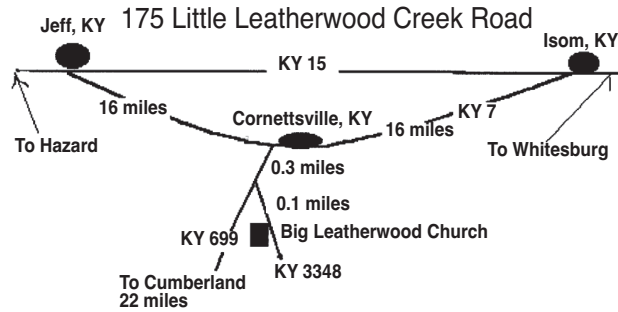 175 Little Leatherwood Creek Road
Jeff, KY
Isom, KY
KY 15
16 miles
Cornettsville, KY
KY 7
16 miles
To Hazard
To Whitesburg
0.3 miles
0.1 miles
KY 699
Big Leatherwood Church
To Cumberland
22 miles
KY 3348